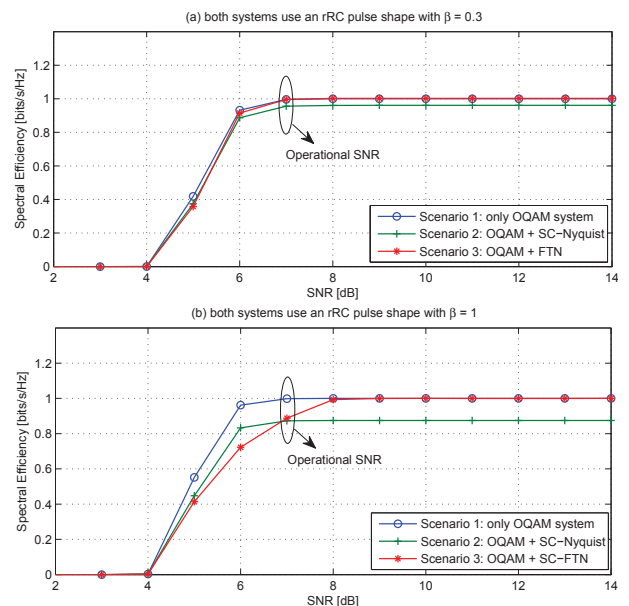 (a) both systems use an rRC pulse shape with β = 0.3
Spectral Efficiency [bits/s/Hz]
1.2
1
0.8
0.6
0.4
0.2
0
Operational SNR
Scenario 1: only OQAM system
Scenario 2: OQAM + SC−Nyquist
Scenario 3: OQAM + FTN
2 4 6 8 10 12 14
SNR [dB]
(b) both systems use an rRC pulse shape with β = 1
Spectral Efficiency [bits/s/Hz]
1.2
1
0.8
0.6
0.4
0.2
0
Operational SNR
Scenario 1: only OQAM system
Scenario 2: OQAM + SC−Nyquist
Scenario 3: OQAM + SC−FTN
2 4 6 8 10 12 14
SNR [dB]